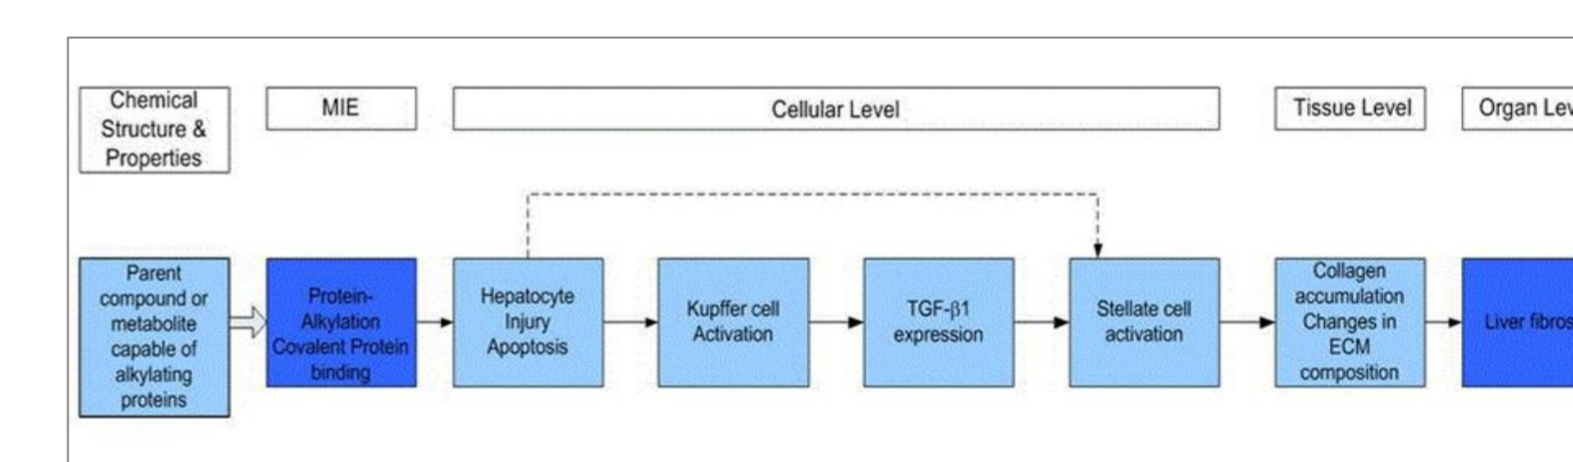 Chemical
Structure &
Properties
MIE
Cellular Level
Tissue Level
Organ Lev
Parent
compound or
metabolite
capable of
alkylating
proteins
Protein-
Alkylation
Covalent Protein
binding
Hepatocyte
Injury
Apoptosis
Kupffer cell
Activation
TGF-β1
expression
Stellate cell
activation
Collagen
accumulation
Changes in
ECM
composition
Liver fibros